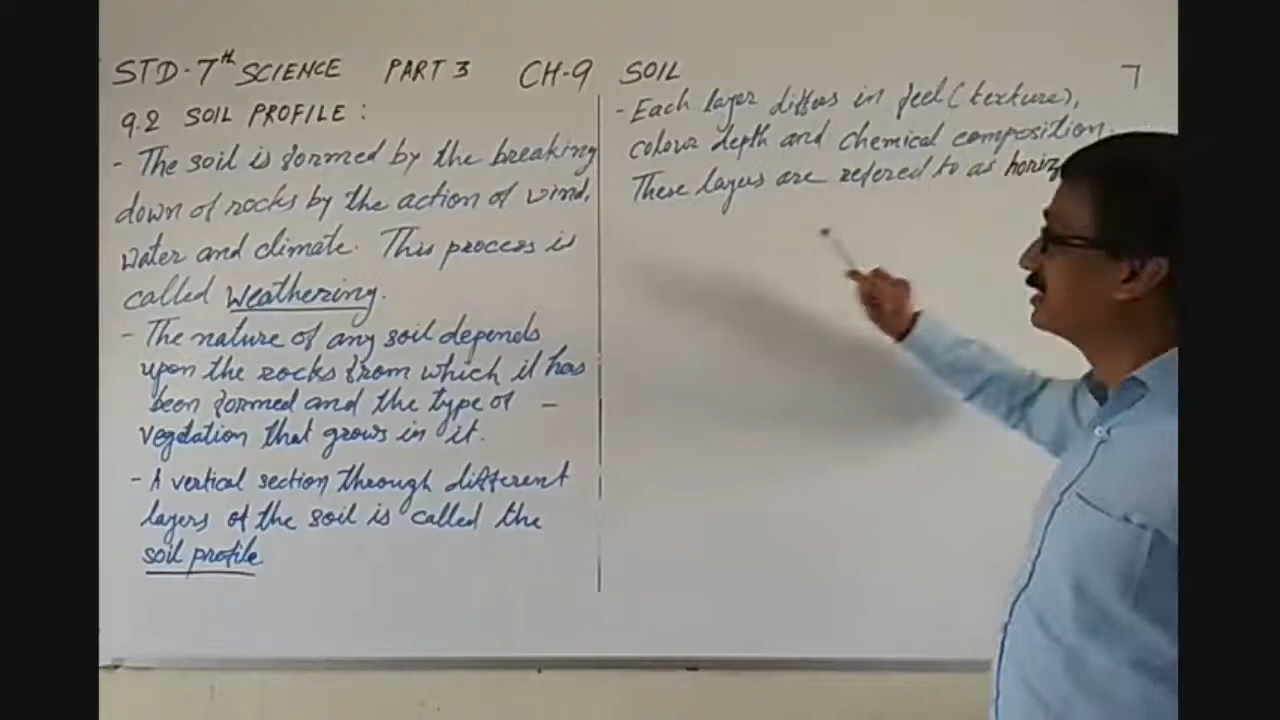 STD-7th SCIENCE PART 3 CH-9 SOIL 7
9.2 SOIL PROFILE :
- The soil is formed by the breaking
down of rocks by the action of wind,
water and climate. This process is
called Weathering.
- The nature of any soil depends
upon the rocks from which it has
been formed and the type of -
vegetation that grows in it.
- A vertical section through different
layers of the soil is called the
soil profile
- Each layer differs in feel (texture),
colour depth and chemical composition.
These layers are refered to as